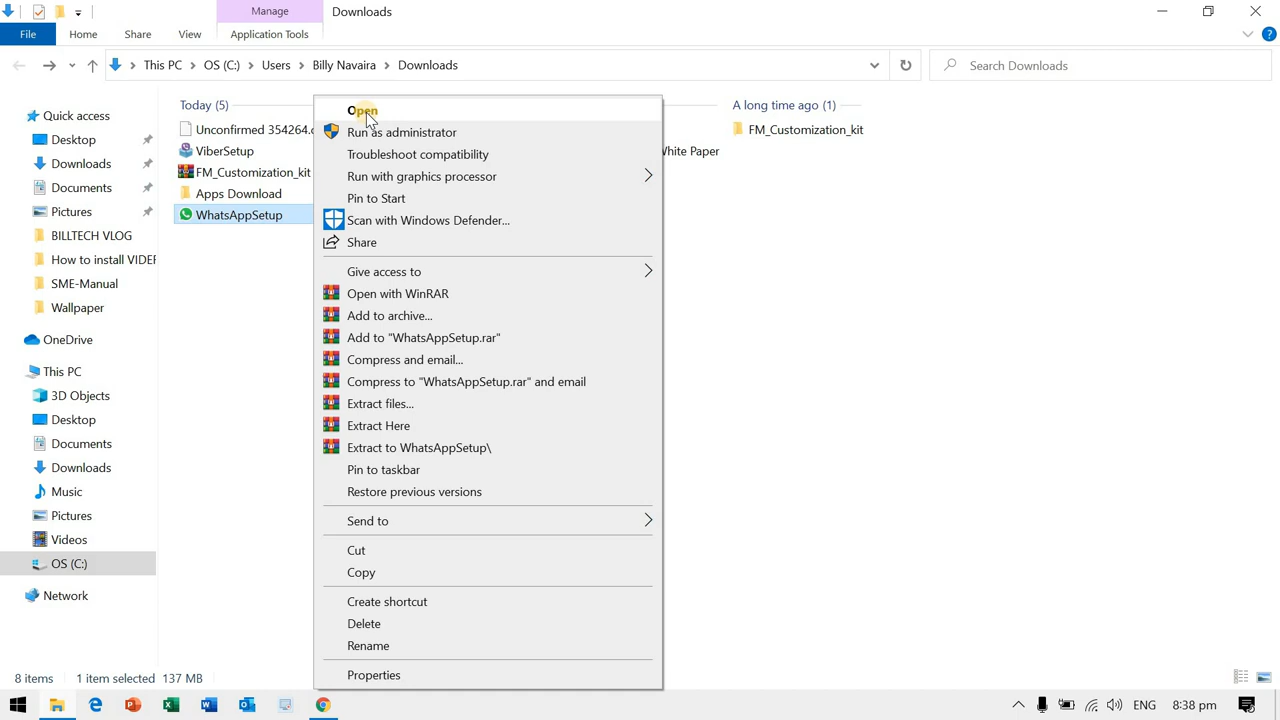 Manage
Downloads
File
Home
Share
View
Application Tools
This PC
OS (C:)
Users
Billy Navaira
Downloads
Search Downloads
Quick access
Desktop
Downloads
Documents
Pictures
BILLTECH VLOG
How to install VIDEF
SME-Manual
Wallpaper
OneDrive
This PC
3D Objects
Desktop
Documents
Downloads
Music
Pictures
Videos
OS (C:)
Network
Today (5)
Unconfirmed 354264.c
ViberSetup
FM_Customization_kit
Apps Download
WhatsAppSetup
Open
Run as administrator
Troubleshoot compatibility
Run with graphics processor
Pin to Start
Scan with Windows Defender...
Share
Give access to
Open with WinRAR
Add to archive...
Add to "WhatsAppSetup.rar"
Compress and email...
Compress to "WhatsAppSetup.rar" and email
Extract files...
Extract Here
Extract to WhatsAppSetup\
Pin to taskbar
Restore previous versions
Send to
Cut
Copy
Create shortcut
Delete
Rename
Properties
White Paper
A long time ago (1)
FM_Customization_kit
8 items
1 item selected 137 MB
ENG
8:38 pm